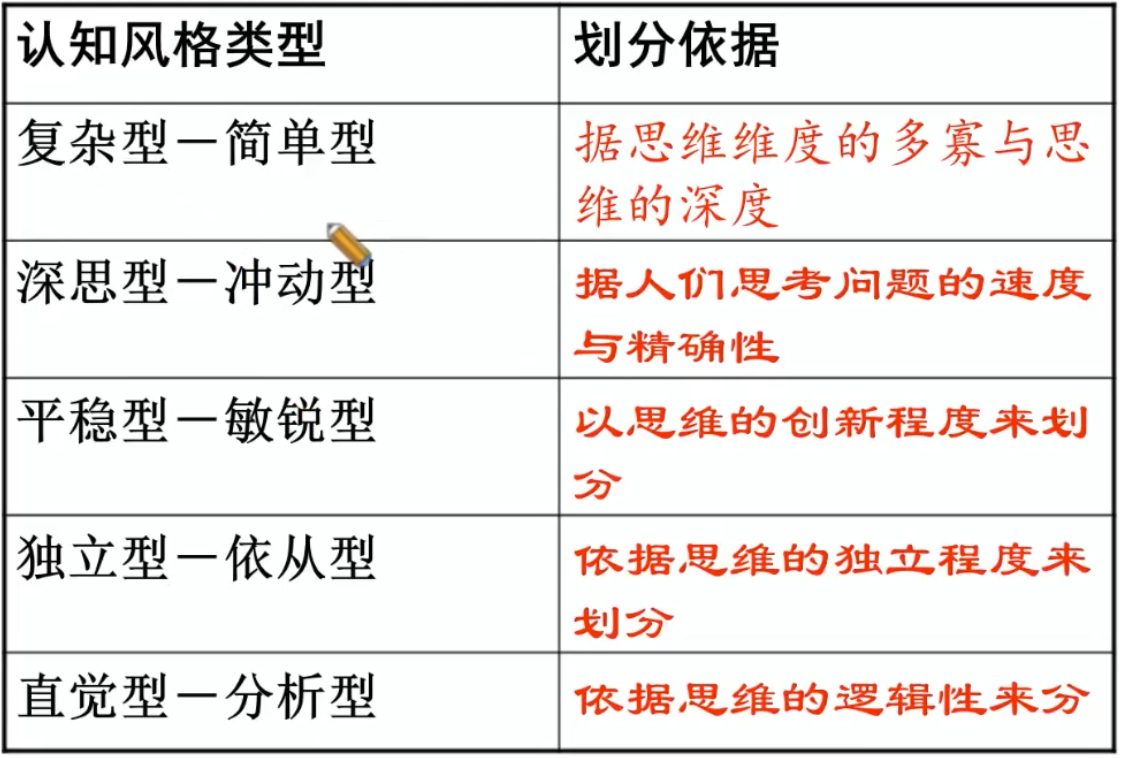 认知风格类型
划分依据
复杂型－简单型
据思维维度的多寡与思
维的深度
深思型－冲动型
据人们思考问题的速度
与精确性
平稳型－敏锐型
以思维的创新程度来划
分
独立型－依从型
依据思维的独立程度来
划分
直觉型－分析型
依据思维的逻辑性来分